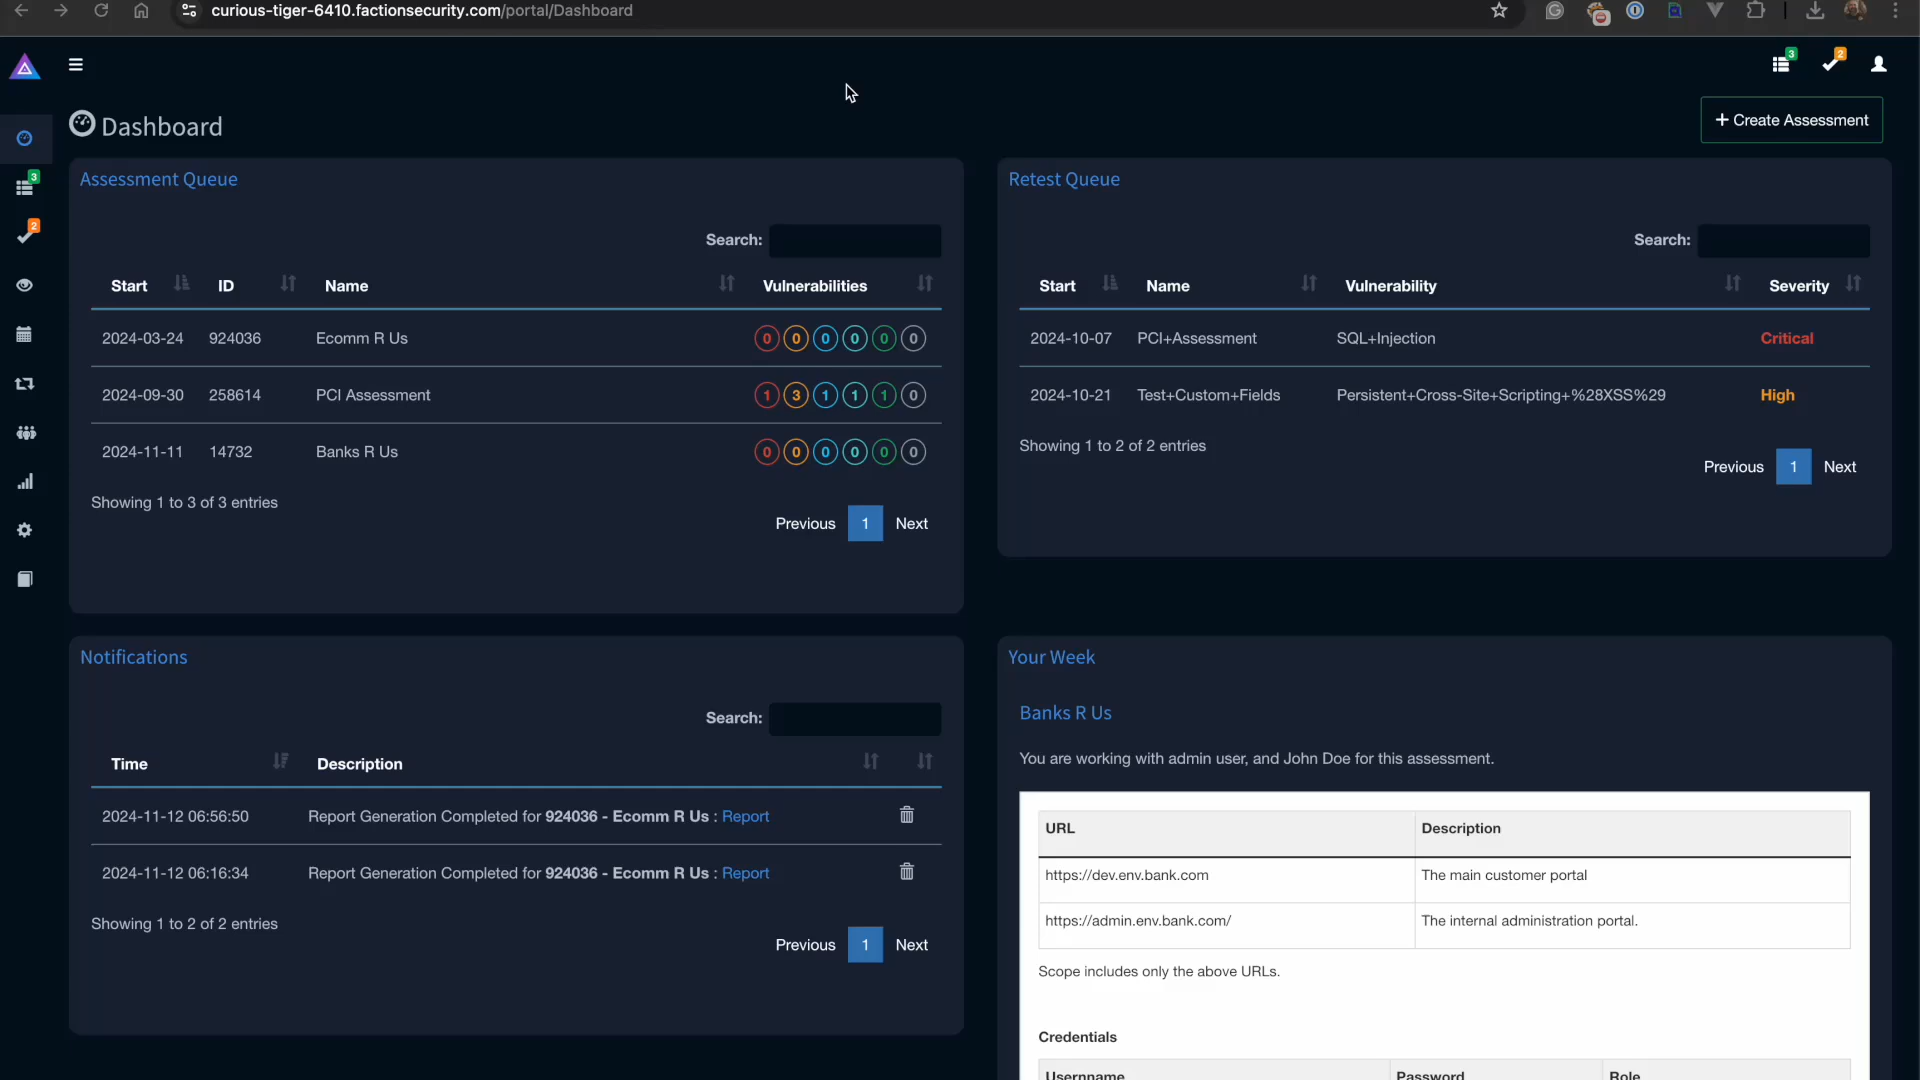 curious-tiger-6410.factionsecurity.com/portal/Dashboard
3
2
Dashboard
+ Create Assessment
3
2
Assessment Queue
Search:
Start ID Name Vulnerabilities
2024-03-24 924036 Ecomm R Us 0 0 0 0 0 0
2024-09-30 258614 PCI Assessment 1 3 1 1 1 0
2024-11-11 14732 Banks R Us 0 0 0 0 0 0
Showing 1 to 3 of 3 entries
Previous 1 Next
Retest Queue
Search:
Start Name Vulnerability Severity
2024-10-07 PCI+Assessment SQL+Injection Critical
2024-10-21 Test+Custom+Fields Persistent+Cross-Site+Scripting+%28XSS%29 High
Showing 1 to 2 of 2 entries
Previous 1 Next
Notifications
Search:
Time Description
2024-11-12 06:56:50 Report Generation Completed for 924036 - Ecomm R Us : Report
2024-11-12 06:16:34 Report Generation Completed for 924036 - Ecomm R Us : Report
Showing 1 to 2 of 2 entries
Previous 1 Next
Your Week
Banks R Us
You are working with admin user, and John Doe for this assessment.
URL Description
https://dev.env.bank.com The main customer portal
https://admin.env.bank.com/ The internal administration portal.
Scope includes only the above URLs.
Credentials
Usernname Password Role